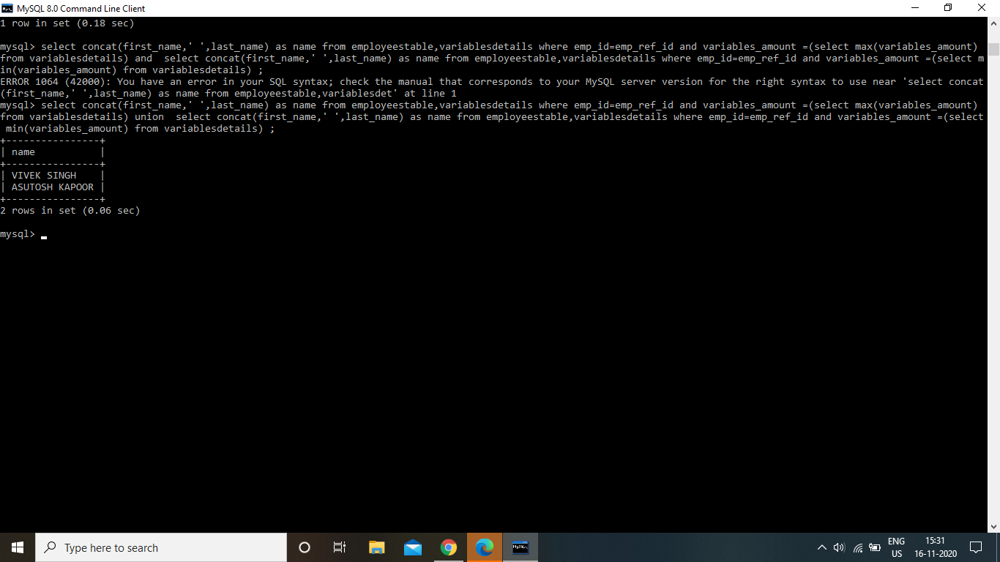 MySQL 8.0 Command Line Client
1 row in set (0.18 sec)
mysql> select concat(first_name,' ',last_name) as name from employeestable,variablesdetails where emp_id=emp_ref_id and variables_amount =(select max(variables_amount)
from variablesdetails) and  select concat(first_name,' ',last_name) as name from employeestable,variablesdetails where emp_id=emp_ref_id and variables_amount =(select m
in(variables_amount) from variablesdetails) ;
ERROR 1064 (42000): You have an error in your SQL syntax; check the manual that corresponds to your MySQL server version for the right syntax to use near 'select concat
(first_name,' ',last_name) as name from employeestable,variablesdet' at line 1
mysql> select concat(first_name,' ',last_name) as name from employeestable,variablesdetails where emp_id=emp_ref_id and variables_amount =(select max(variables_amount)
from variablesdetails) union  select concat(first_name,' ',last_name) as name from employeestable,variablesdetails where emp_id=emp_ref_id and variables_amount =(select
 min(variables_amount) from variablesdetails) ;
+----------------+
| name           |
+----------------+
| VIVEK SINGH    |
| ASUTOSH KAPOOR |
+----------------+
2 rows in set (0.06 sec)
mysql>
Type here to search
ENG
US
15:31
16-11-2020